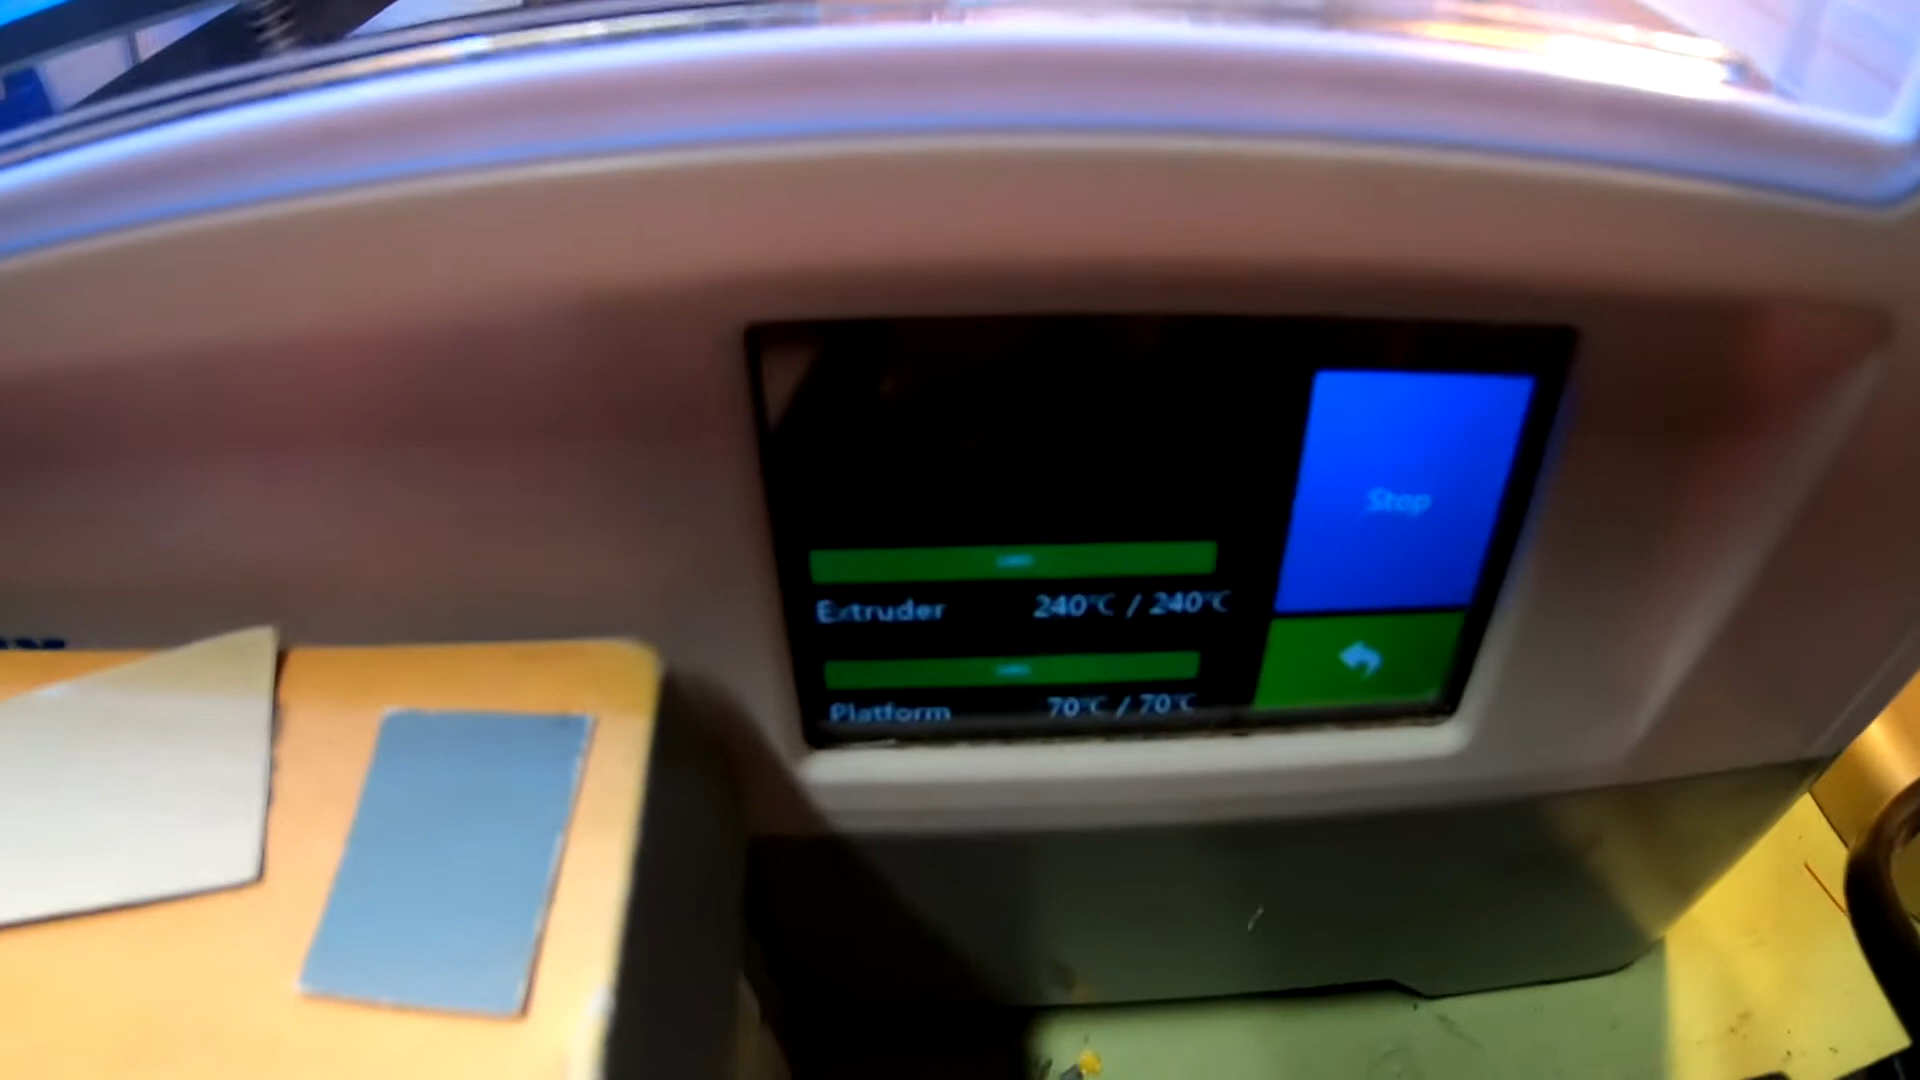 Stop
Extruder 240℃ / 240℃
Platform 70℃ / 70℃